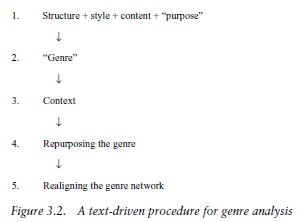 1. Structure + style + content + “purpose”
↓
2. “Genre”
↓
3. Context
↓
4. Repurposing the genre
↓
5. Realigning the genre network
Figure 3.2. A text-driven procedure for genre analysis